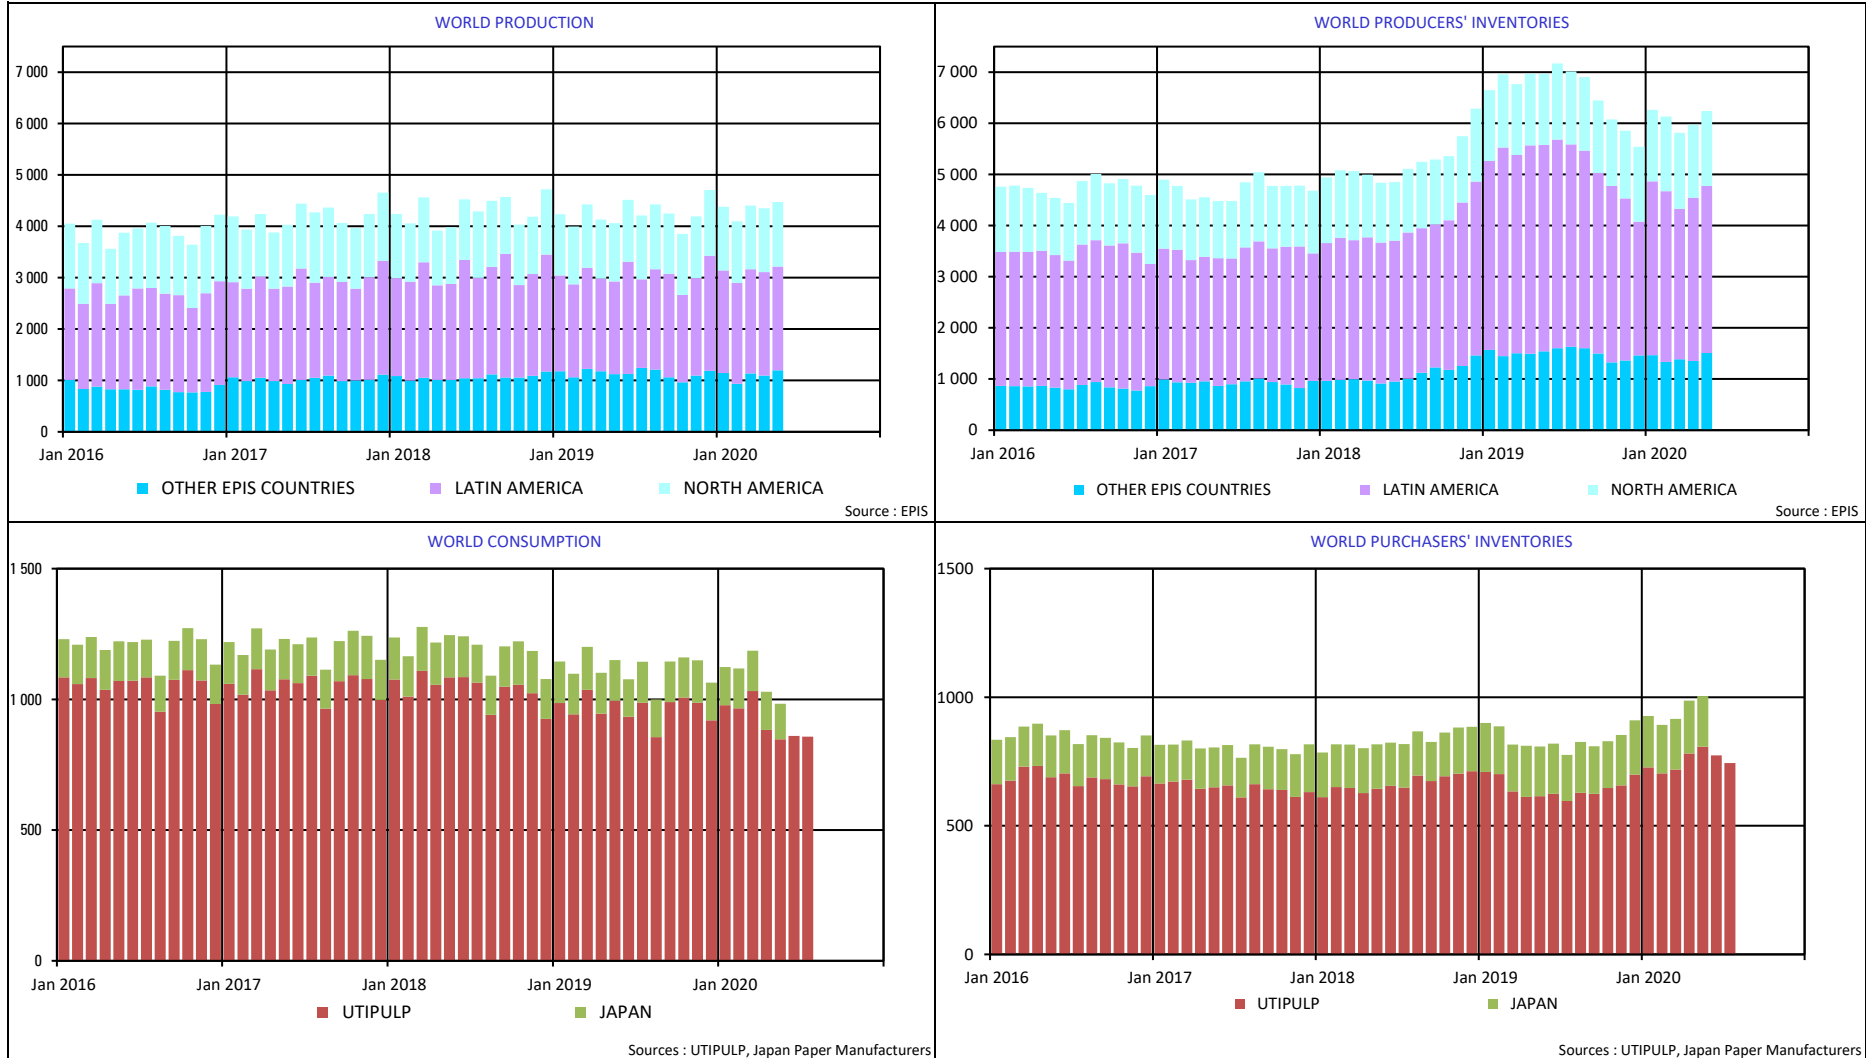 WORLD PRODUCTION
7 000
6 000
5 000
4 000
3 000
2 000
1 000
0
Jan 2016 Jan 2017 Jan 2018 Jan 2019 Jan 2020
OTHER EPIS COUNTRIES LATIN AMERICA NORTH AMERICA
Source : EPIS
WORLD PRODUCERS' INVENTORIES
7 000
6 000
5 000
4 000
3 000
2 000
1 000
0
Jan 2016 Jan 2017 Jan 2018 Jan 2019 Jan 2020
OTHER EPIS COUNTRIES LATIN AMERICA NORTH AMERICA
Source : EPIS
WORLD CONSUMPTION
1 500
1 000
500
0
Jan 2016 Jan 2017 Jan 2018 Jan 2019 Jan 2020
UTIPULP JAPAN
Sources : UTIPULP, Japan Paper Manufacturers
WORLD PURCHASERS' INVENTORIES
1500
1000
500
0
Jan 2016 Jan 2017 Jan 2018 Jan 2019 Jan 2020
UTIPULP JAPAN
Sources : UTIPULP, Japan Paper Manufacturers